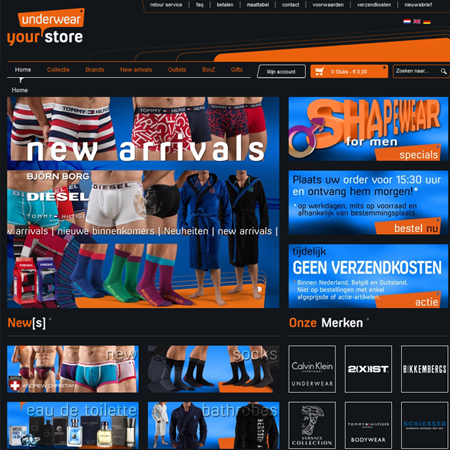 underwear
your store
retour service
faq
betalen
maattabel
contact
voorwaarden
verzendkosten
nieuwsbrief
Home
Collectie
Brands
New arrivals
Outlets
BoyZ
Gifts
My account
0 Stuks - € 0,00
Zoeken naar...
Home
TOMMY HILFIGER
new arrivals
BJÖRN BORG
DIESEL
TOMMY HILFIGER
w arrivals | nieuwe binnenkomers | Neuheiten | new arrivals |
SHAPEWEAR
for men
specials
Plaats uw order voor 15:30 uur
en ontvang hem morgen!*
* op werkdagen, mits op voorraad en
afhankelijk van bestemmingsplaats.
bestel nu
tijdelijk
GEEN VERZENDKOSTEN
Binnen Nederland, België en Duitsland.
Niet op bestellingen met enkel
afgeprijsde of actie-artikelen.
actie
New[s]
Onze Merken
new
ANDREW CHRISTIAN
socks
eau de toilette
bathrobes
Calvin Klein
UNDERWEAR
2(X)IST
BIKKEMBERGS
VERSACE
COLLECTION
TOMMY HILFIGER
BODYWEAR
SCHIESSER